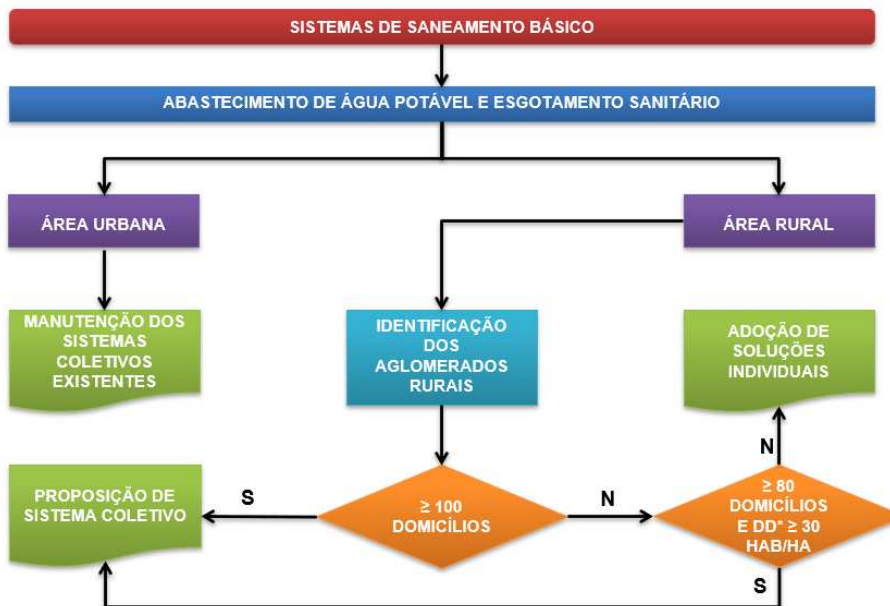 SISTEMAS DE SANEAMENTO BÁSICO
ABASTECIMENTO DE ÁGUA POTÁVEL E ESGOTAMENTO SANITÁRIO
ÁREA URBANA
ÁREA RURAL
MANUTENÇÃO DOS
SISTEMAS
COLETIVOS
EXISTENTES
IDENTIFICAÇÃO
DOS
AGLOMERADOS
RURAIS
ADOÇÃO DE
SOLUÇÕES
INDIVIDUAIS
N
PROPOSIÇÃO DE
SISTEMA COLETIVO
S
≥ 100
DOMICÍLIOS
N
≥ 80
DOMICÍLIOS
E DD* ≥ 30
HAB/HA
S